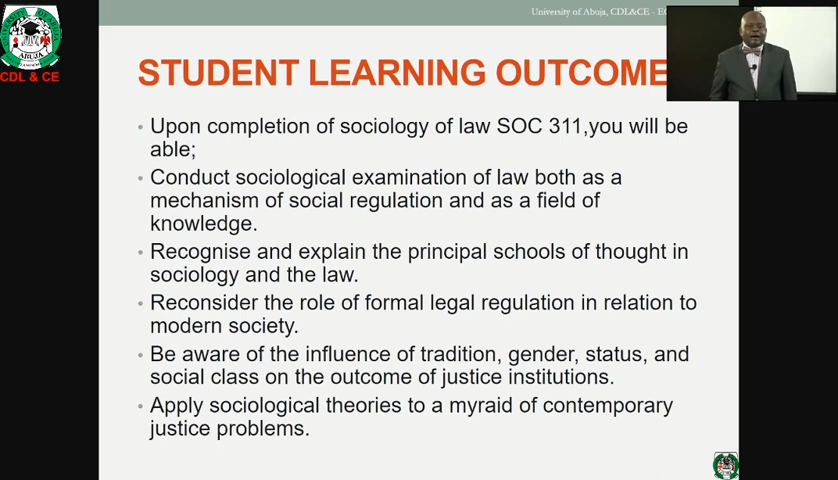 University of Abuja, CDL&CE -
CDL & CE
STUDENT LEARNING OUTCOME
Upon completion of sociology of law SOC 311,you will be
able;
Conduct sociological examination of law both as a
mechanism of social regulation and as a field of
knowledge.
Recognise and explain the principal schools of thought in
sociology and the law.
Reconsider the role of formal legal regulation in relation to
modern society.
Be aware of the influence of tradition, gender, status, and
social class on the outcome of justice institutions.
Apply sociological theories to a myraid of contemporary
justice problems.